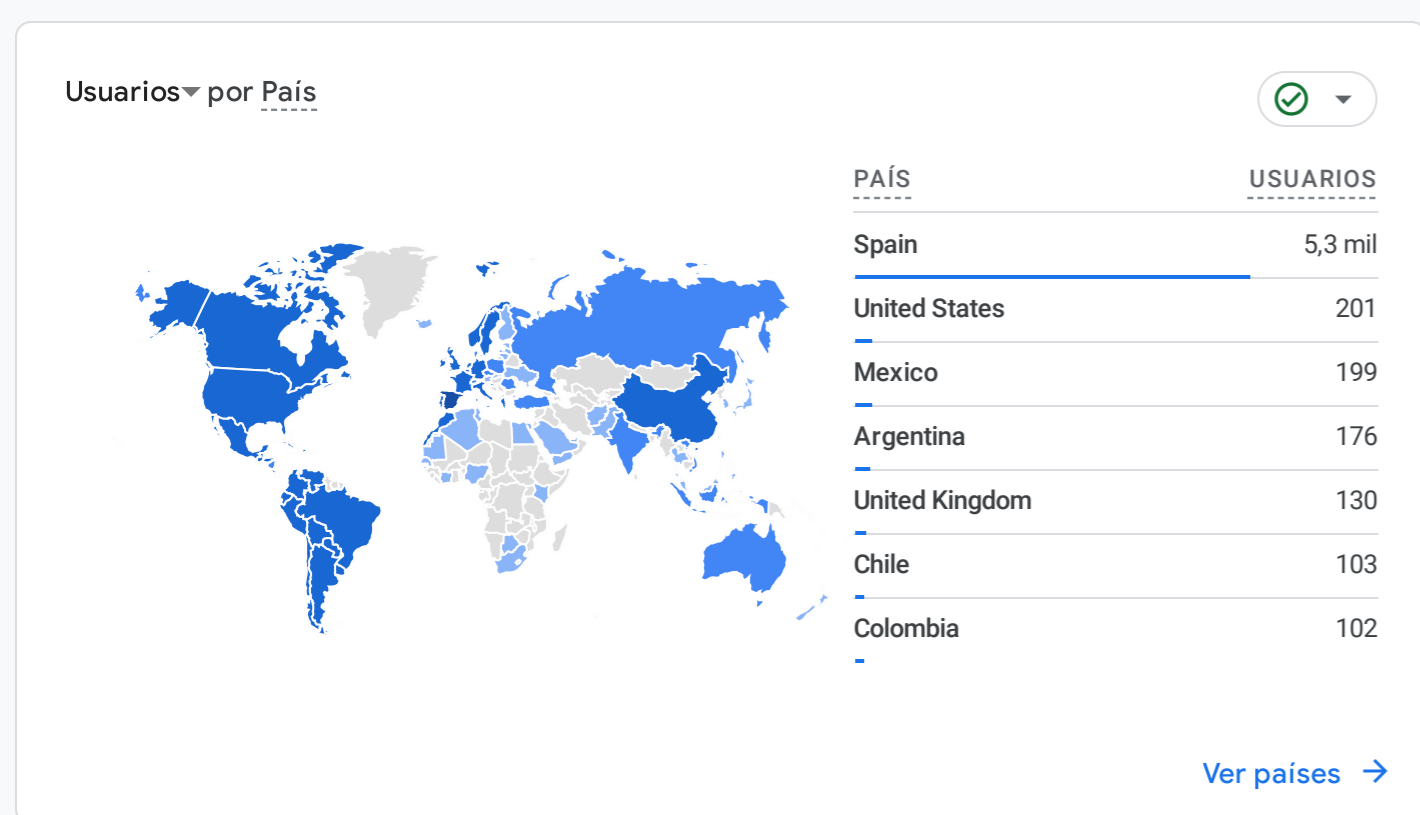 Usuarios por País
PAÍS USUARIOS
Spain 5,3 mil
United States 201
Mexico 199
Argentina 176
United Kingdom 130
Chile 103
Colombia 102
Ver países